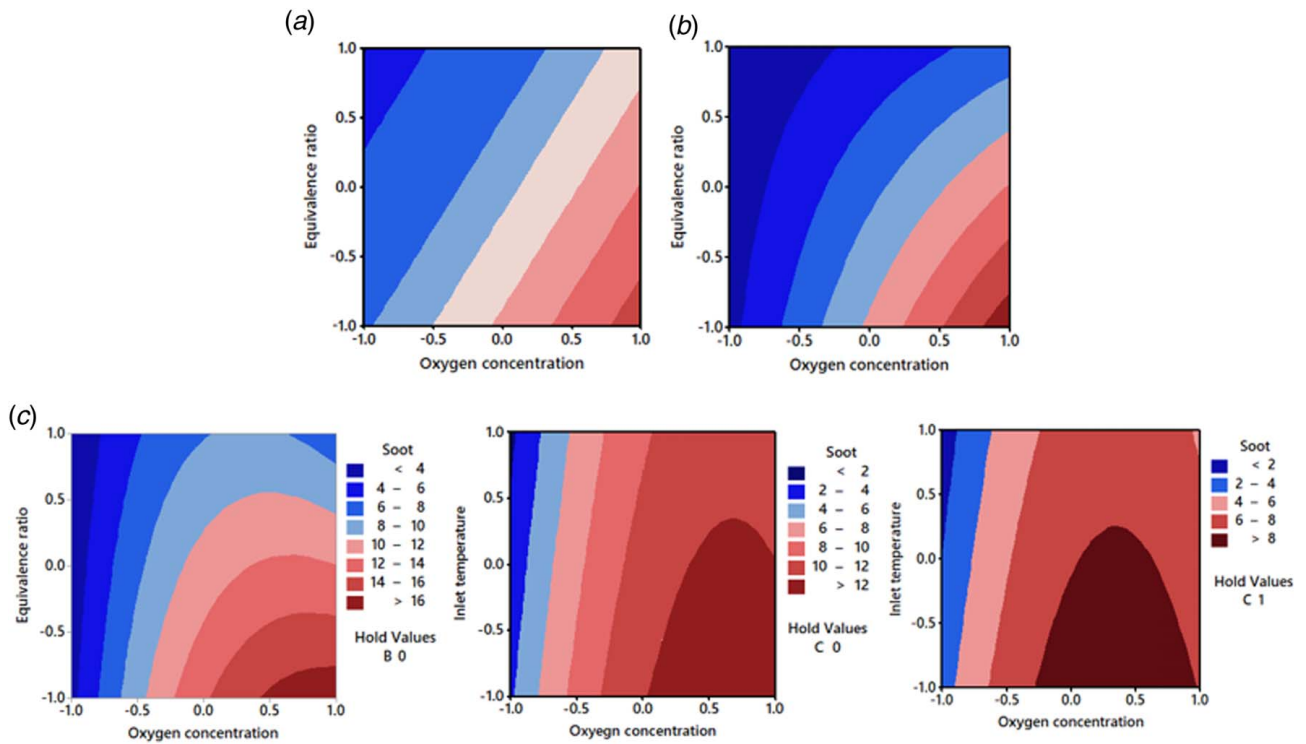 (a)
(b)
1.0
0.5
0.0
-0.5
-1.0
Equivalence ratio
-1.0 -0.5 0.0 0.5 1.0
Oxygen concentration
1.0
0.5
0.0
-0.5
-1.0
Equivalence ratio
-1.0 -0.5 0.0 0.5 1.0
Oxygen concentration
(c)
1.0
0.5
0.0
-0.5
-1.0
Equivalence ratio
-1.0 -0.5 0.0 0.5 1.0
Oxygen concentration
Soot
< 4
4 – 6
6 – 8
8 – 10
10 – 12
12 – 14
14 – 16
> 16
Hold Values
B 0
1.0
0.5
0.0
-0.5
-1.0
Inlet temperature
-1.0 -0.5 0.0 0.5 1.0
Oxyegn concentration
Soot
< 2
2 – 4
4 – 6
6 – 8
8 – 10
10 – 12
> 12
Hold Values
C 0
1.0
0.5
0.0
-0.5
-1.0
Inlet temperature
-1.0 -0.5 0.0 0.5 1.0
Oxygen concentration
Soot
< 2
2 – 4
4 – 6
6 – 8
> 8
Hold Values
C 1